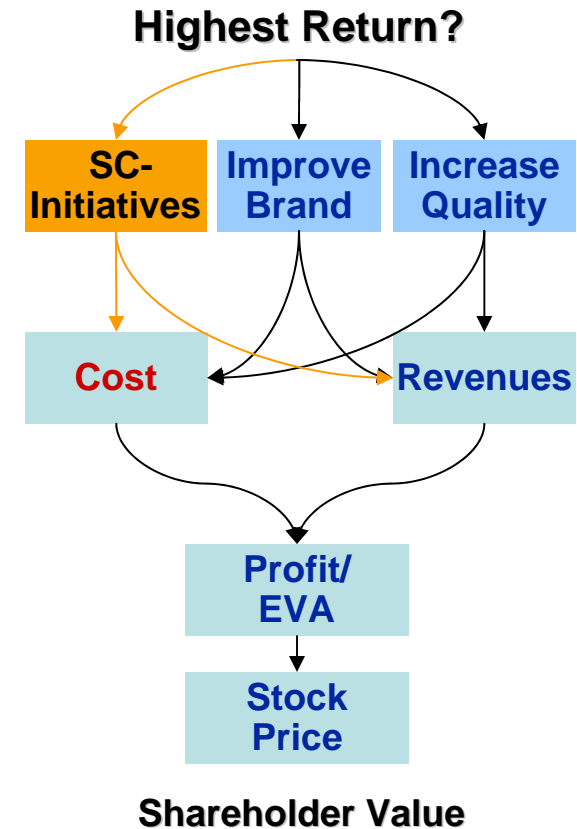 Highest Return?
SC-
Initiatives
Improve
Brand
Increase
Quality
Cost
Revenues
Profit/
EVA
Stock
Price
Shareholder Value